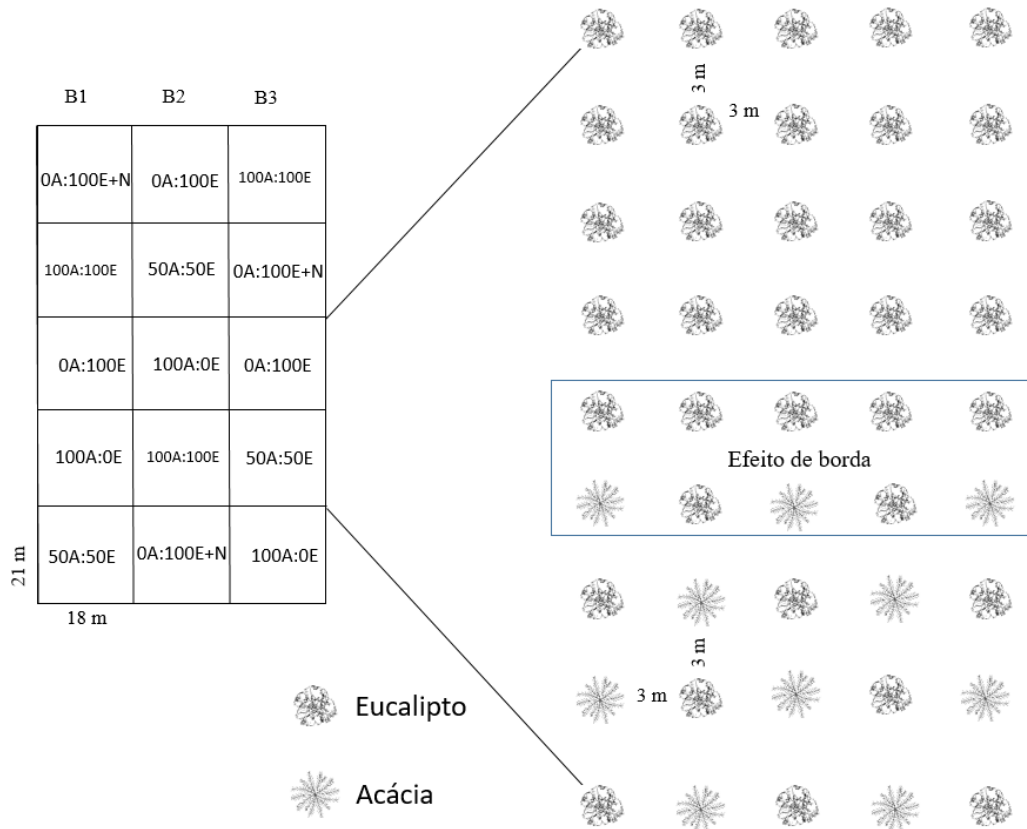 B1 B2 B3
0A:100E+N 0A:100E 100A:100E
100A:100E 50A:50E 0A:100E+N
0A:100E 100A:0E 0A:100E
100A:0E 100A:100E 50A:50E
50A:50E 0A:100E+N 100A:0E
21 m
18 m
Eucalipto
Acácia
3 m
3 m
Efeito de borda
3 m
3 m